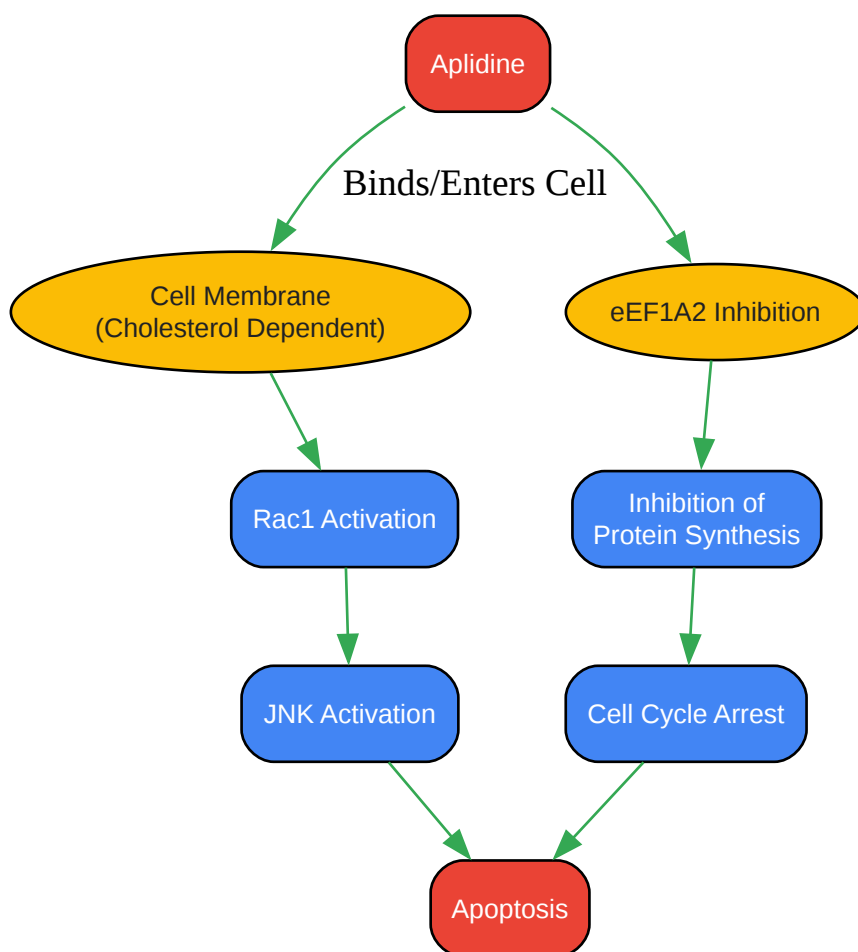 Aplidine
Binds/Enters Cell
Cell Membrane
(Cholesterol Dependent)
eEF1A2 Inhibition
Rac1 Activation
Inhibition of
Protein Synthesis
JNK Activation
Cell Cycle Arrest
Apoptosis